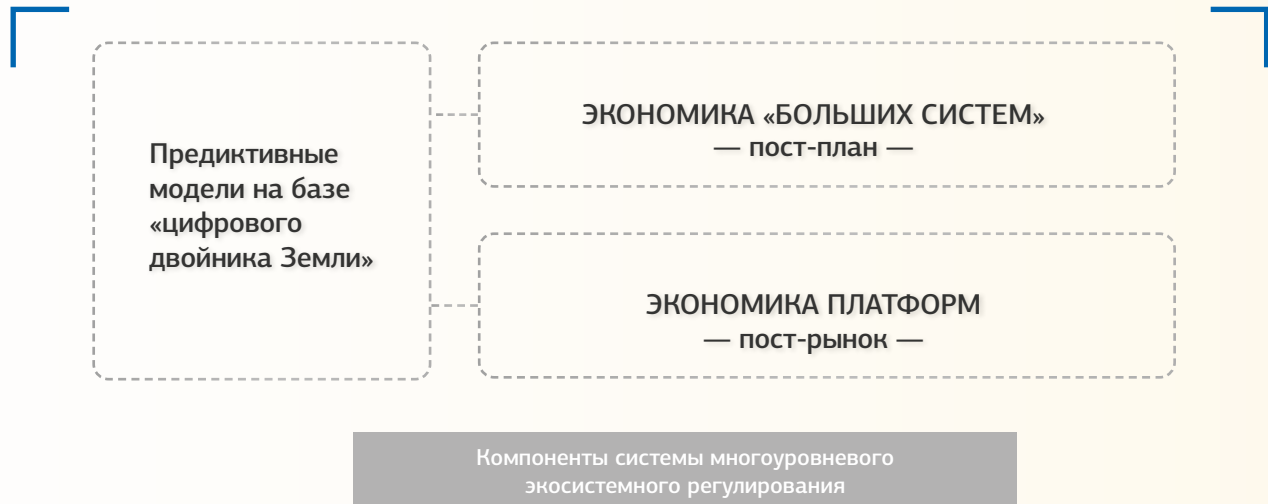 Предиктивные
модели на базе
«цифрового
двойника Земли»
ЭКОНОМИКА «БОЛЬШИХ СИСТЕМ»
— пост-план —
ЭКОНОМИКА ПЛАТФОРМ
— пост-рынок —
Компоненты системы многоуровневого
экосистемного регулирования